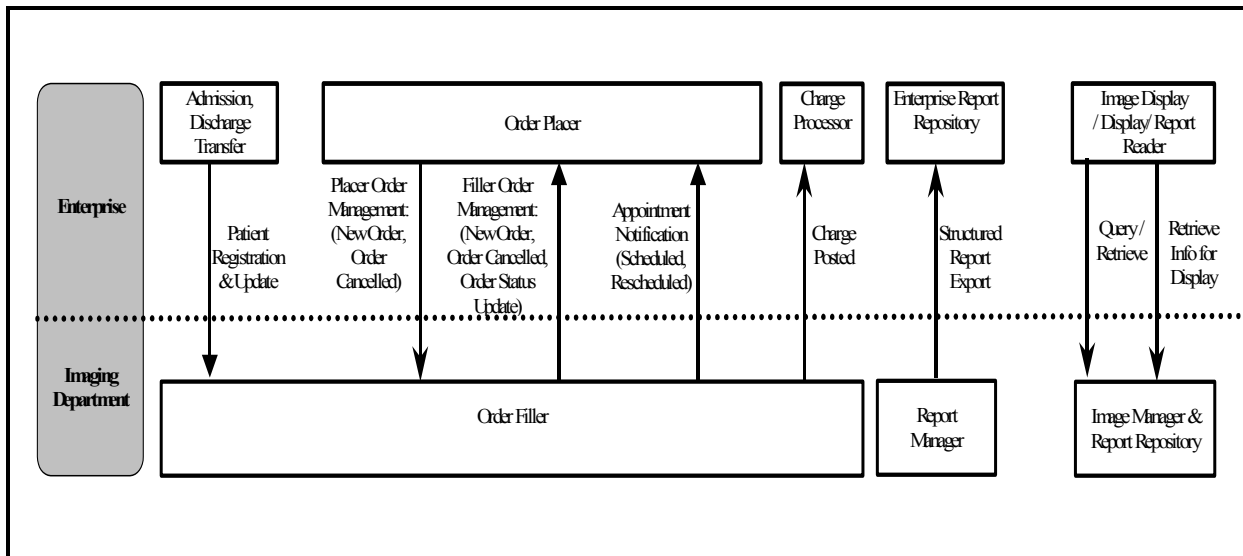 Enterprise
Imaging
Department
Admission,
Discharge
Transfer
Order Placer
Charge
Processor
Enterprise Report
Repository
Image Display
/ Display/ Report
Reader
Patient
Registration
& Update
Placer Order
Management:
(New Order,
Order
Cancelled)
Filler Order
Management:
(New Order,
Order Cancelled,
Order Status
Update)
Appointment
Notification
(Scheduled,
Rescheduled)
Charge
Posted
Structured
Report
Export
Query /
Retrieve
Retrieve
Info for
Display
Order Filler
Report
Manager
Image Manager &
Report Repository